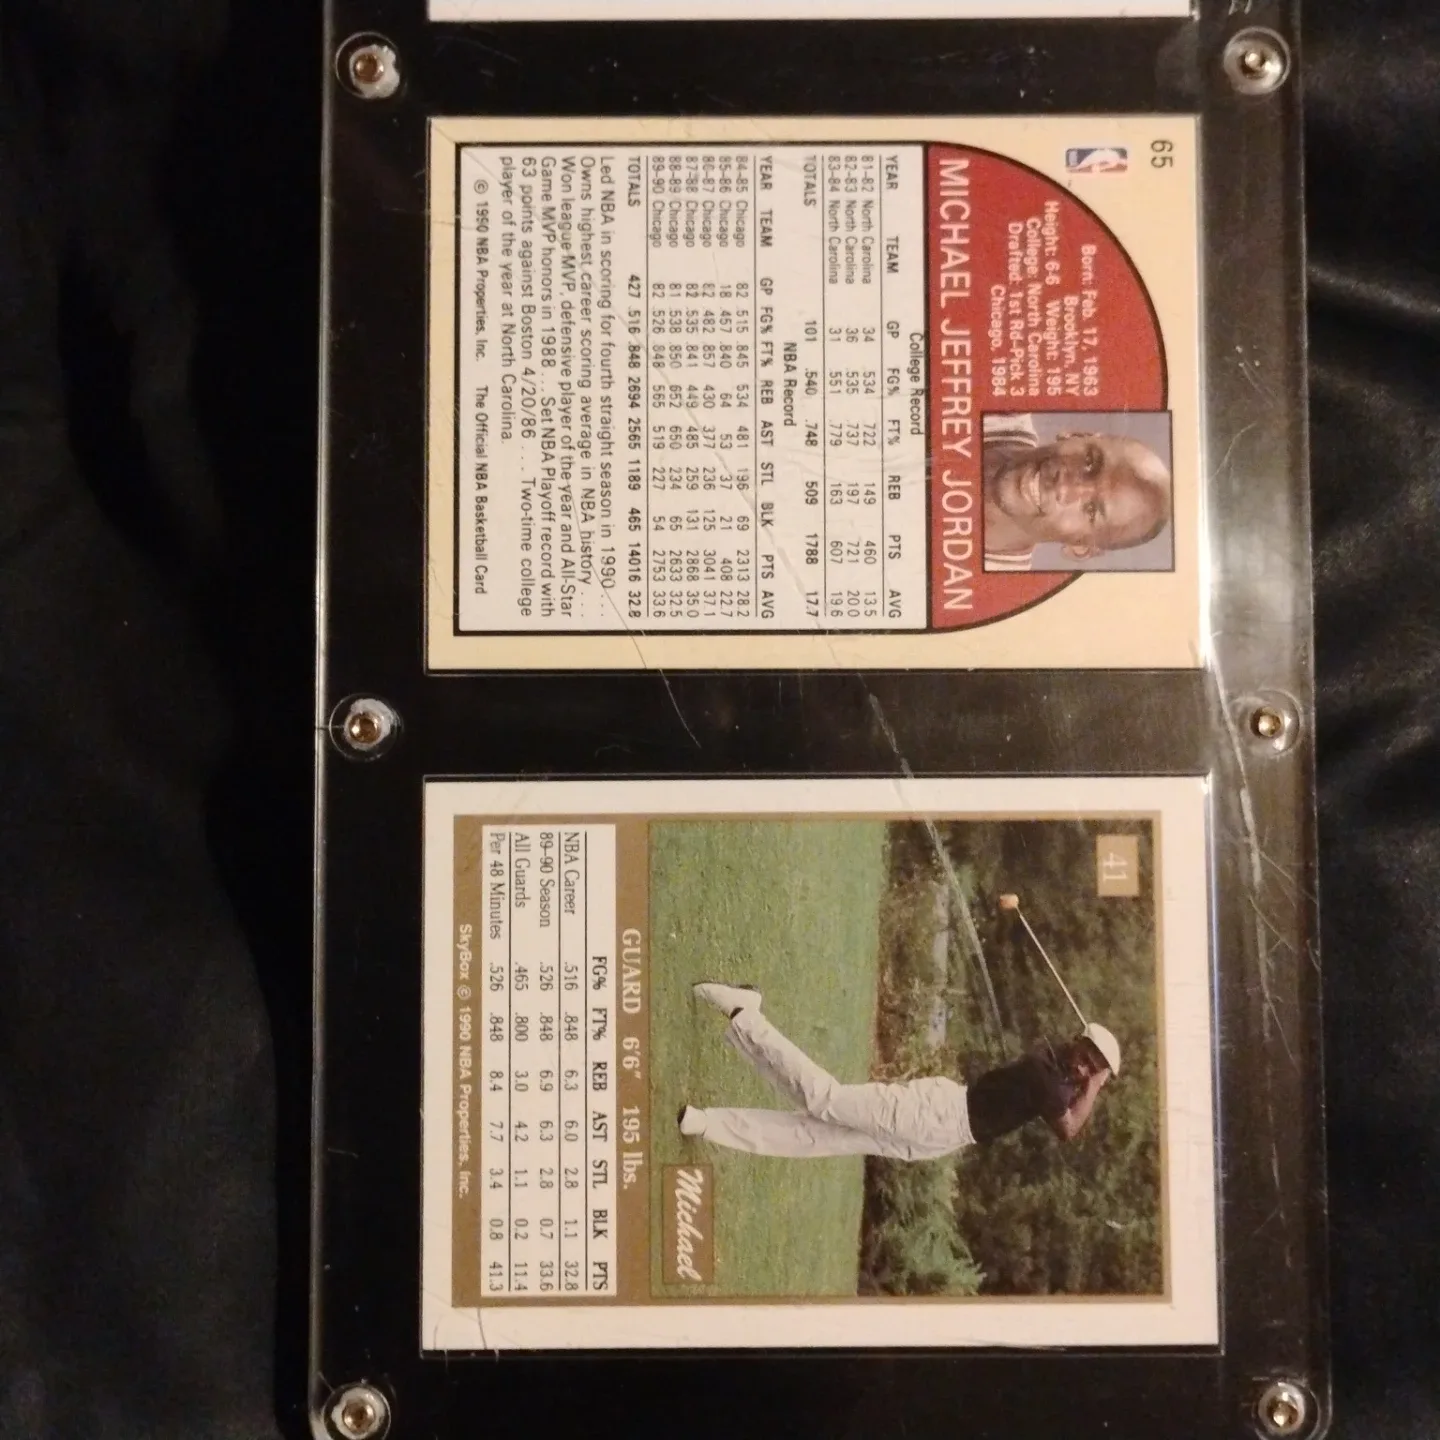 65
NBA
Born: Feb. 17, 1963
Brooklyn, NY
Height: 6-6 Weight: 195
College: North Carolina
Drafted: 1st Rd-Pick 3
Chicago, 1984
MICHAEL JEFFREY JORDAN
College Record
YEAR TEAM GP FG% FT% REB PTS AVG
81–82 North Carolina 34 .534 .722 149 460 13.5
82–83 North Carolina 36 .535 .737 197 721 20.0
83–84 North Carolina 31 .551 .779 163 607 19.6
TOTALS 101 .540 .748 509 1788 17.7
NBA Record
YEAR TEAM GP FG% FT% REB AST STL BLK PTS AVG
84–85 Chicago 82 .515 .845 534 481 196 69 2313 28.2
85–86 Chicago 18 .457 .840 64 53 37 21 408 22.7
86–87 Chicago 82 .482 .857 430 377 236 125 3041 37.1
87–88 Chicago 82 .535 .841 449 485 259 131 2868 35.0
88–89 Chicago 81 .538 .850 652 650 234 65 2633 32.5
89–90 Chicago 82 .526 .848 565 519 227 54 2753 33.6
TOTALS 427 .516 .848 2694 2565 1189 465 14016 32.8
Led NBA in scoring for fourth straight season in 1990 . . .
Owns highest career scoring average in NBA history . . .
Won league MVP, defensive player of the year and All-Star
Game MVP honors in 1988 . . . Set NBA Playoff record with
63 points against Boston 4/20/86 . . . Two-time college
player of the year at North Carolina.
© 1990 NBA Properties, Inc. The Official NBA Basketball Card
41
Michael
GUARD 6'6" 195 lbs.
FG% FT% REB AST STL BLK PTS
NBA Career .516 .848 6.3 6.0 2.8 1.1 32.8
89-90 Season .526 .848 6.9 6.3 2.8 0.7 33.6
All Guards .465 .800 3.0 4.2 1.1 0.2 11.4
Per 48 Minutes .526 .848 8.4 7.7 3.4 0.8 41.3
SkyBox © 1990 NBA Properties, Inc.